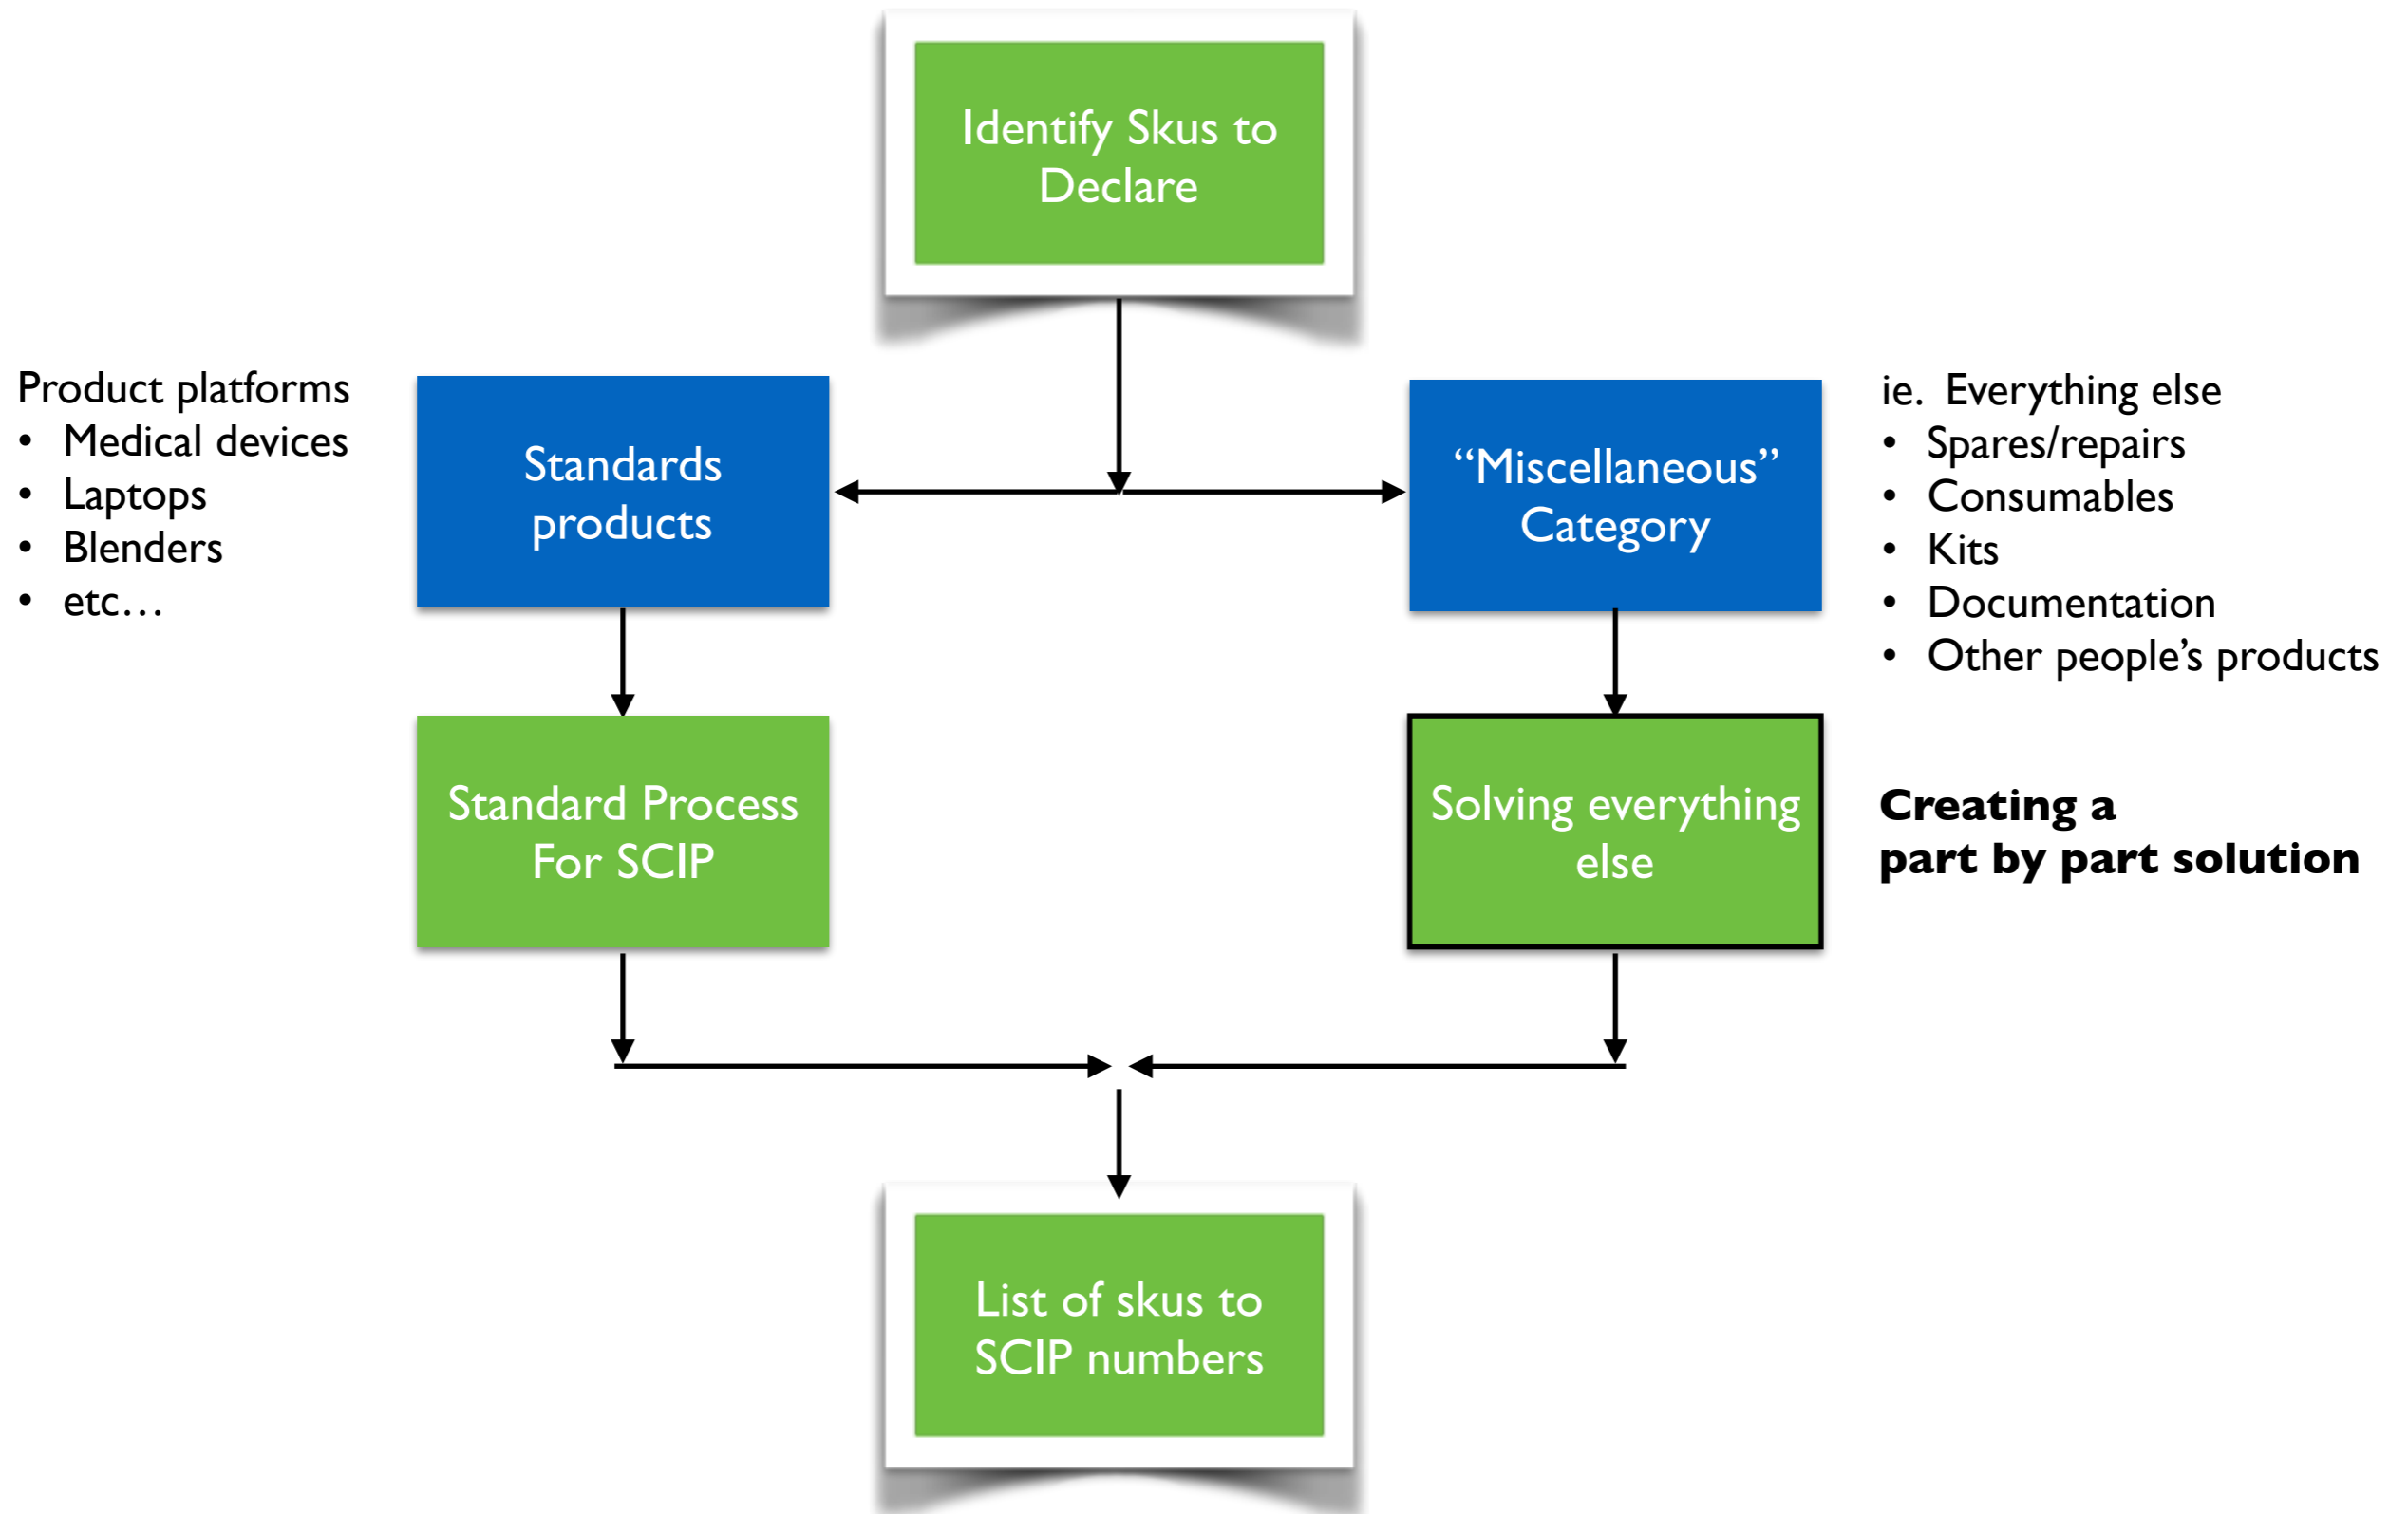 Identify Skus to
Declare
Product platforms
• Medical devices
• Laptops
• Blenders
• etc…
Standards
products
“Miscellaneous”
Category
ie.  Everything else
• Spares/repairs
• Consumables
• Kits
• Documentation
• Other people’s products
Standard Process
For SCIP
Solving everything
else
Creating a
part by part solution
List of skus to
SCIP numbers